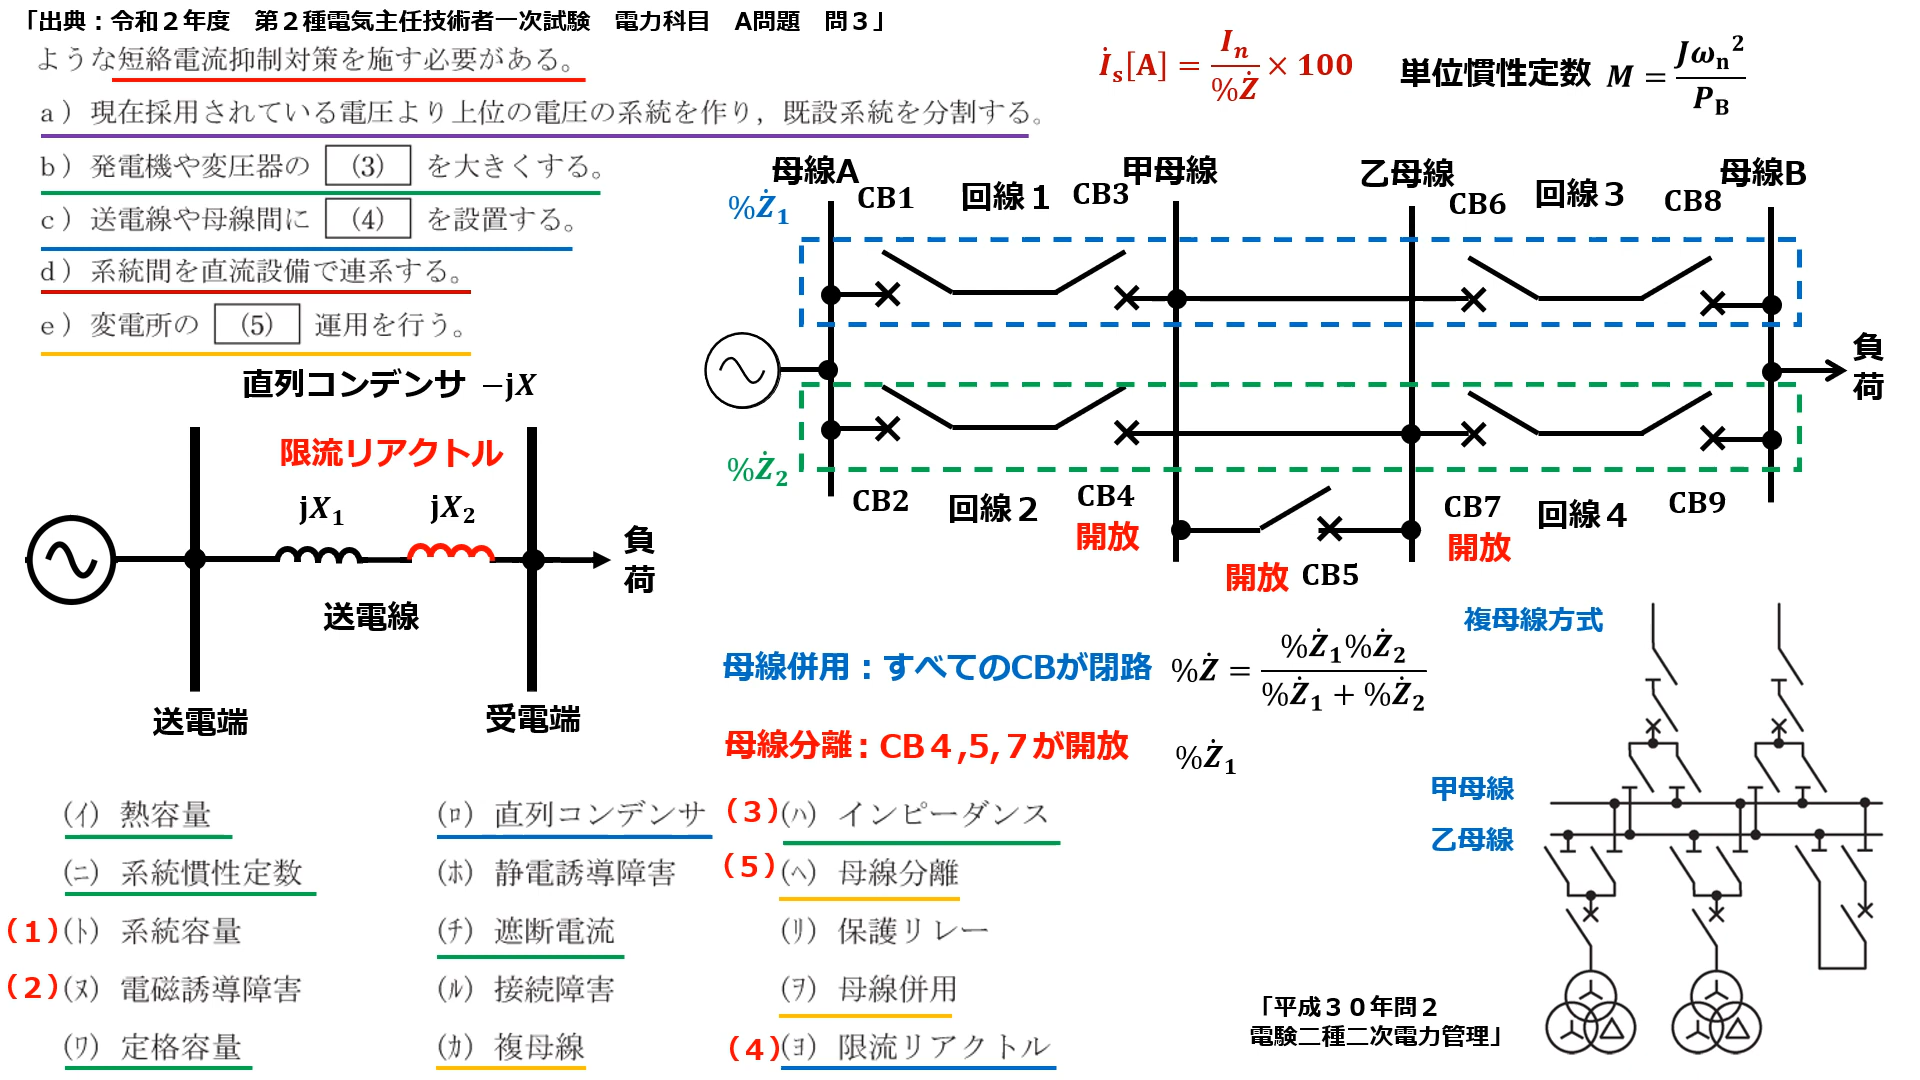 「出典：令和２年度　第２種電気主任技術者一次試験　電力科目　A問題　問３」
ような短絡電流抑制対策を施す必要がある。
a）現在採用されている電圧より上位の電圧の系統を作り，既設系統を分割する。
b）発電機や変圧器の （3） を大きくする。
c）送電線や母線間に （4） を設置する。
d）系統間を直流設備で連系する。
e）変電所の （5） 運用を行う。
İs[A] = In / %Ż × 100
単位慣性定数 M = Jωn² / PB
母線A
甲母線
乙母線
母線B
%Ż1
CB1
回線１
CB3
CB6
回線３
CB8
負荷
%Ż2
CB2
回線２
CB4
開放
CB7
開放
回線４
CB9
開放 CB5
直列コンデンサ −jX
限流リアクトル
jX1
jX2
負荷
送電線
送電端
受電端
母線併用：すべてのCBが閉路 %Ż = %Ż1%Ż2 / %Ż1 + %Ż2
母線分離：CB４,５,７が開放 %Ż1
複母線方式
甲母線
乙母線
(ｲ) 熱容量
(ﾛ) 直列コンデンサ
（３）(ﾊ) インピーダンス
(ﾆ) 系統慣性定数
(ﾎ) 静電誘導障害
（５）(ﾍ) 母線分離
（１）(ﾄ) 系統容量
(ﾁ) 遮断電流
(ﾘ) 保護リレー
（２）(ﾇ) 電磁誘導障害
(ﾙ) 接続障害
(ｦ) 母線併用
(ﾜ) 定格容量
(ｶ) 複母線
（４）(ﾖ) 限流リアクトル
「平成３０年問２
電験二種二次電力管理」